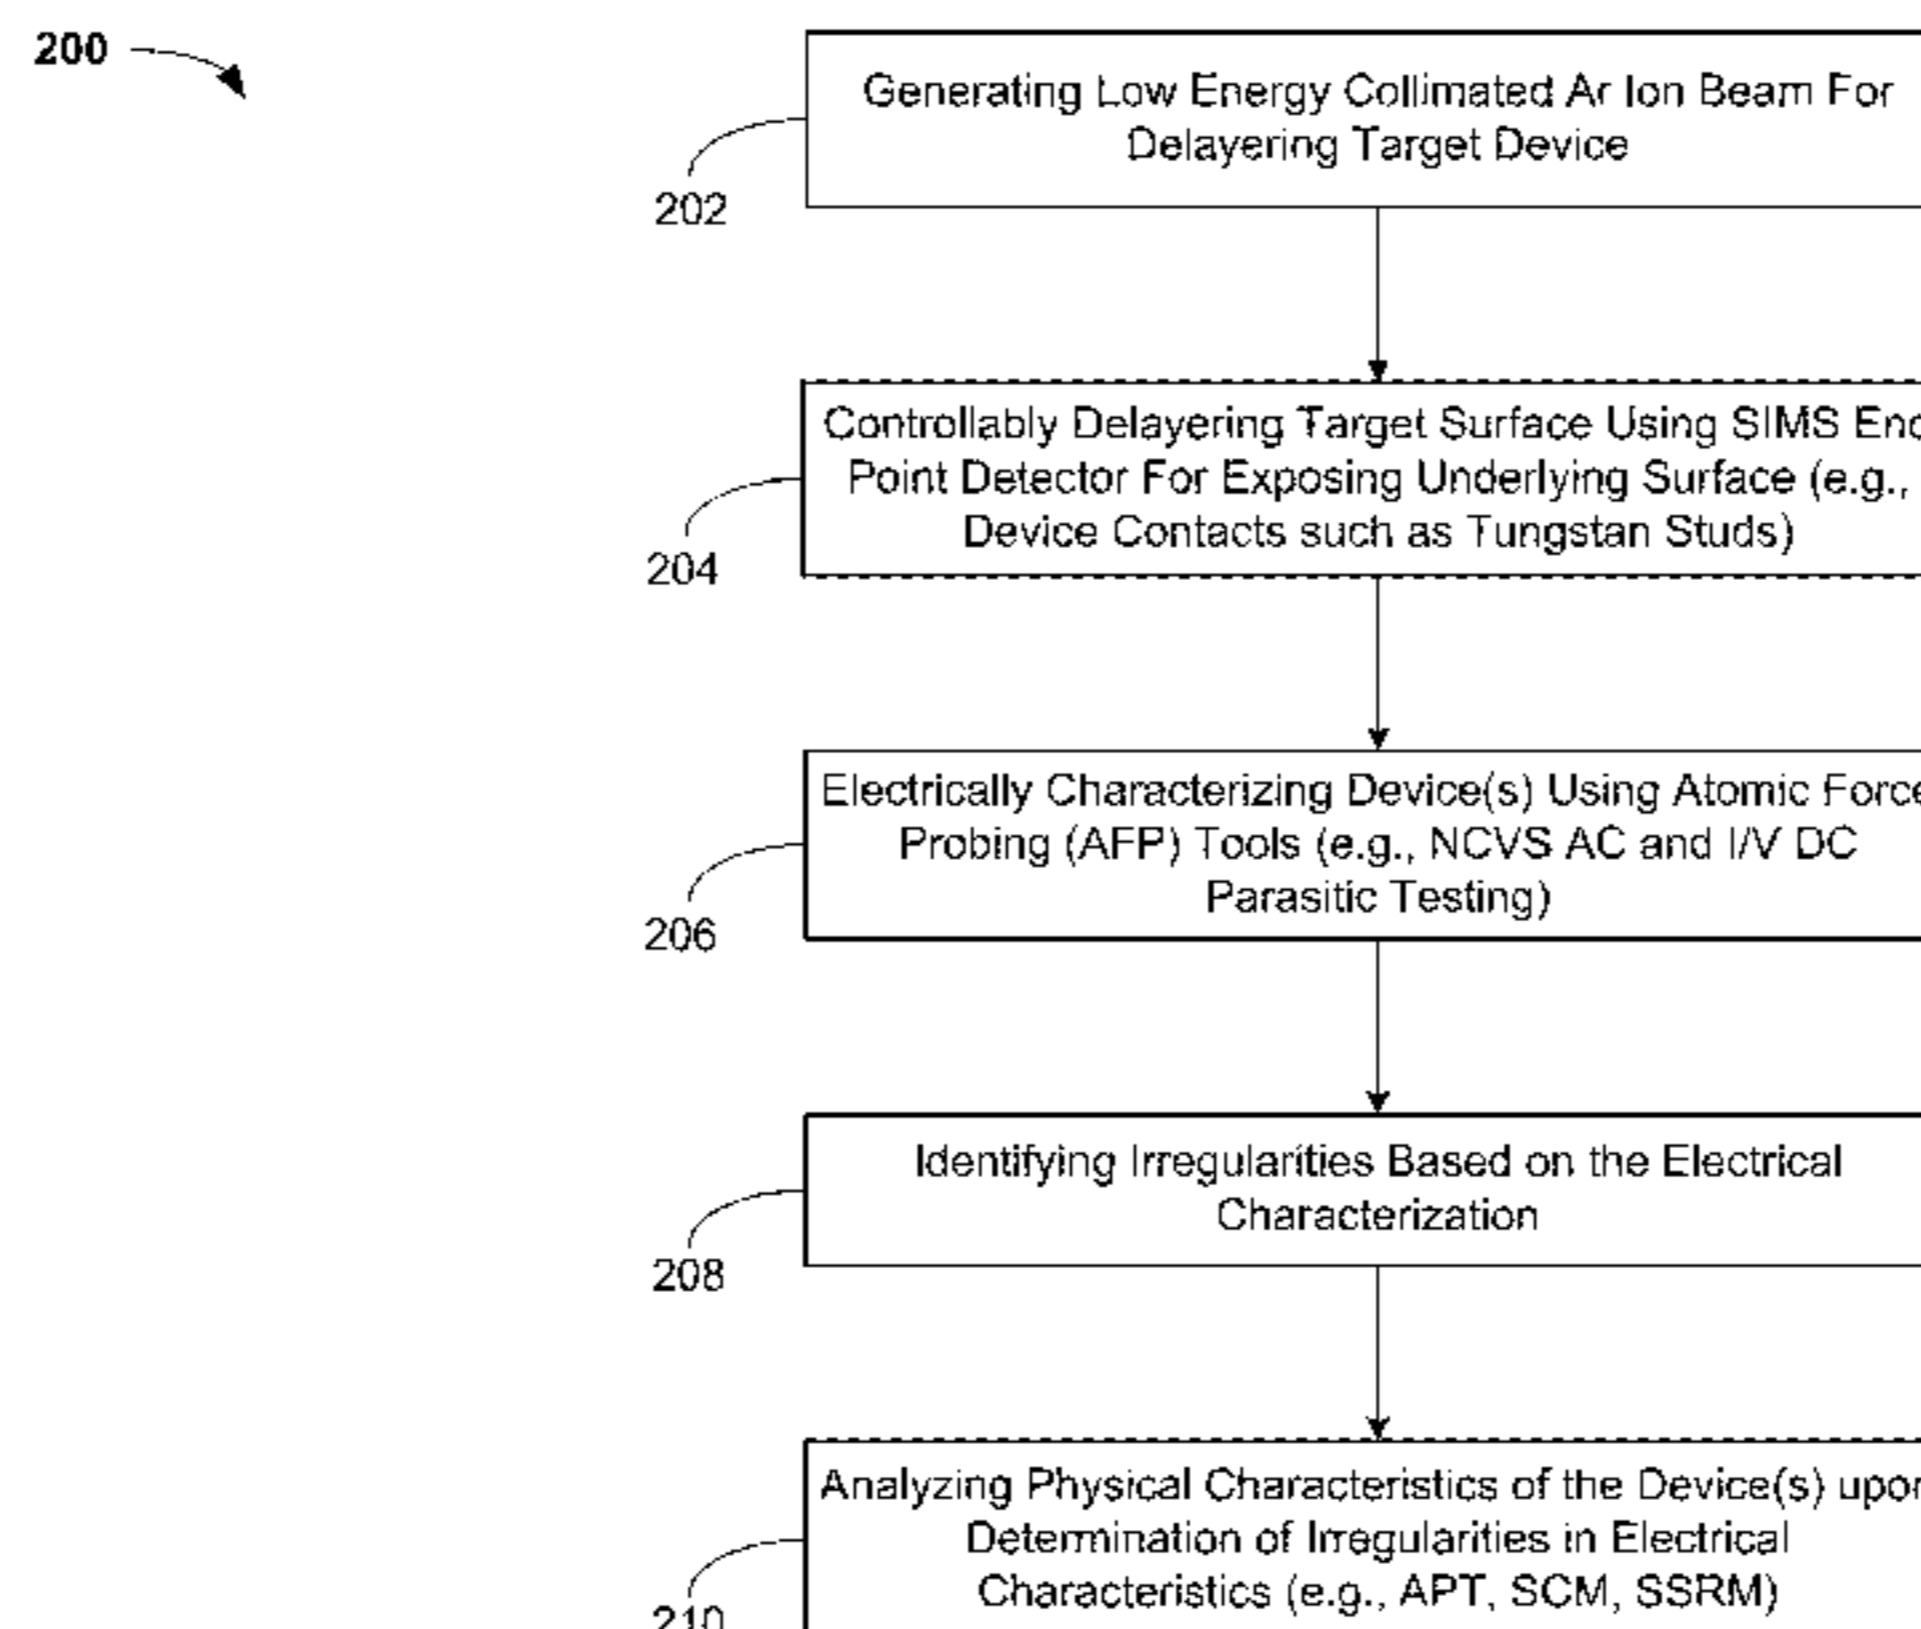 200
Generating Low Energy Collimated Ar Ion Beam For
Delayering Target Device
202
Controllably Delayering Target Surface Using SIMS End
Point Detector For Exposing Underlying Surface (e.g.,
Device Contacts such as Tungstan Studs)
204
Electrically Characterizing Device(s) Using Atomic Force
Probing (AFP) Tools (e.g., NCVS AC and I/V DC
Parasitic Testing)
206
Identifying Irregularities Based on the Electrical
Characterization
208
Analyzing Physical Characteristics of the Device(s) upon
Determination of Irregularities in Electrical
Characteristics (e.g., APT, SCM, SSRM)
210